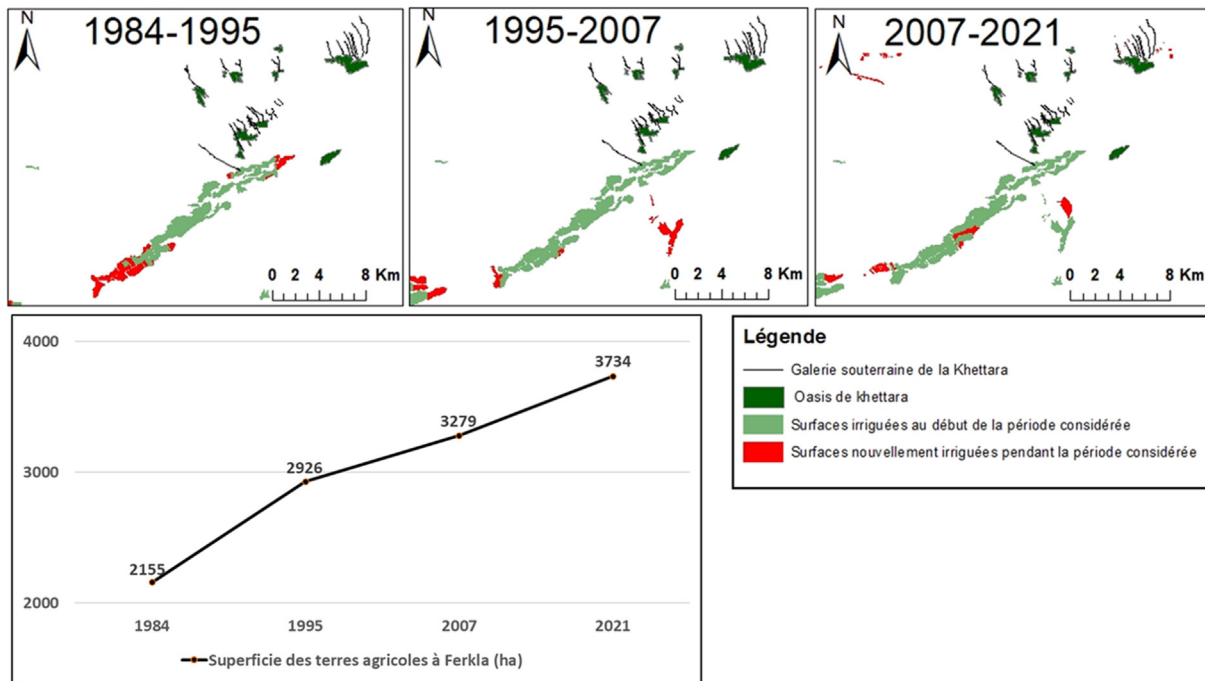 N
1984-1995
0 2 4 8 Km
N
1995-2007
0 2 4 8 Km
N
2007-2021
0 2 4 8 Km
4000
3734
3279
3000
2926
2155
2000
1984 1995 2007 2021
Superficie des terres agricoles à Ferkla (ha)
Légende
Galerie souterraine de la Khettara
Oasis de khettara
Surfaces irriguées au début de la période considérée
Surfaces nouvellement irriguées pendant la période considérée